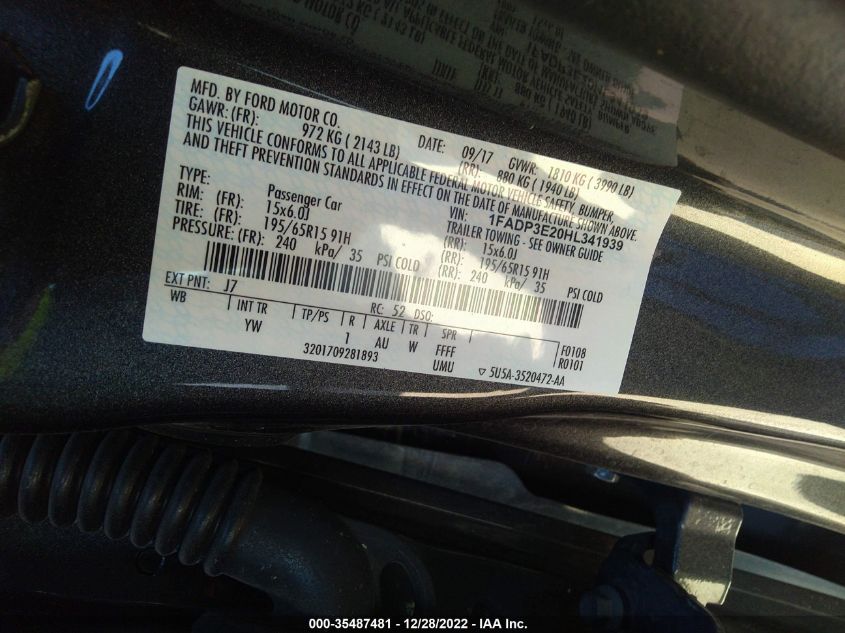 MFD. BY FORD MOTOR CO.
DATE: 09/17 GVWR: 1810 KG ( 3990 LB)
GAWR: (FR): 972 KG ( 2143 LB) (RR): 880 KG ( 1940 LB)
THIS VEHICLE CONFORMS TO ALL APPLICABLE FEDERAL MOTOR VEHICLE SAFETY, BUMPER
AND THEFT PREVENTION STANDARDS IN EFFECT ON THE DATE OF MANUFACTURE SHOWN ABOVE.
VIN: 1FADP3E20HL341939
TYPE: Passenger Car TRAILER TOWING - SEE OWNER GUIDE
RIM: (FR): 15x6.0J (RR): 15x6.0J
TIRE: (FR): 195/65R15 91H (RR): 195/65R15 91H
PRESSURE: (FR): 240 kPa/ 35 PSI COLD (RR): 240 kPa/ 35 PSI COLD
EXT PNT: J7 RC: 52 DSO:
WB INT TR TP/PS R AXLE TR SPR F0108
YW 1 AU W FFFF R0101
UMU
3201709281893 5U5A-3520472-AA
000-35487481 - 12/28/2022 - IAA Inc.